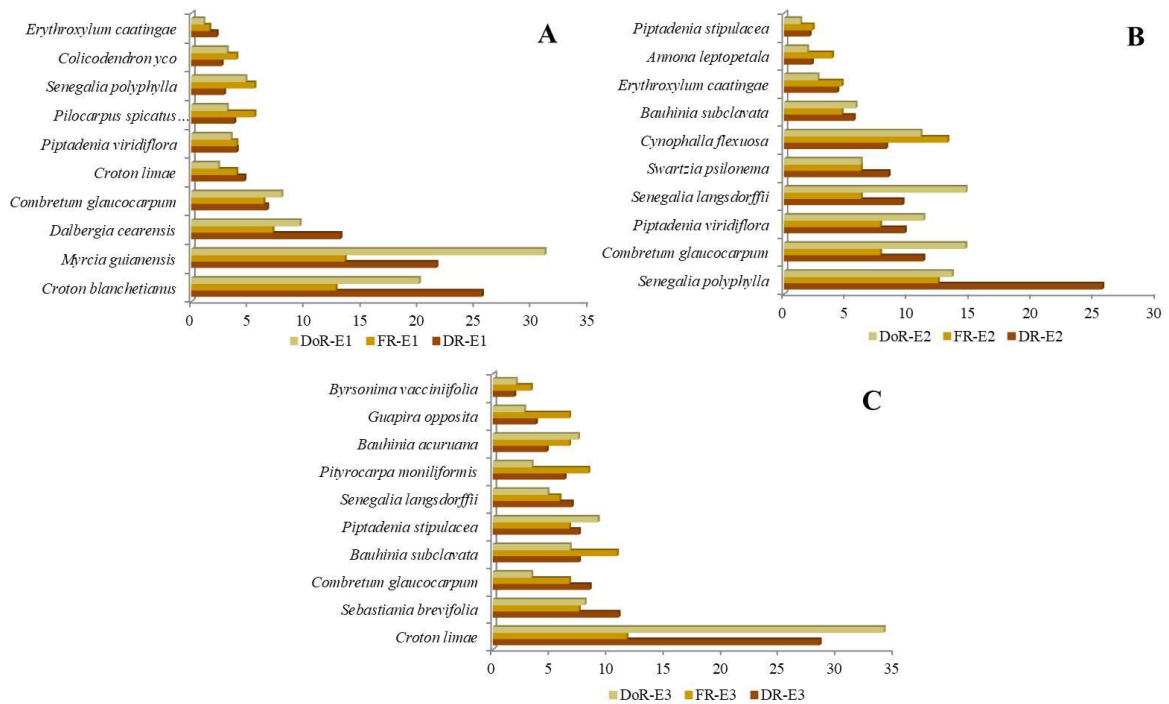 A
Erythroxylum caatingae
Colicodendron yco
Senegalia polyphylla
Pilocarpus spicatus ...
Piptadenia viridiflora
Croton limae
Combretum glaucocarpum
Dalbergia cearensis
Myrcia guianensis
Croton blanchetianus
0 5 10 15 20 25 30 35
DoR-E1 FR-E1 DR-E1
B
Piptadenia stipulacea
Annona leptopetala
Erythroxylum caatingae
Bauhinia subclavata
Cynophalla flexuosa
Swartzia psilonema
Senegalia langsdorffii
Piptadenia viridiflora
Combretum glaucocarpum
Senegalia polyphylla
0 5 10 15 20 25 30
DoR-E2 FR-E2 DR-E2
C
Byrsonima vacciniifolia
Guapira opposita
Bauhinia acuruana
Pityrocarpa moniliformis
Senegalia langsdorffii
Piptadenia stipulacea
Bauhinia subclavata
Combretum glaucocarpum
Sebastiania brevifolia
Croton limae
0 5 10 15 20 25 30 35
DoR-E3 FR-E3 DR-E3